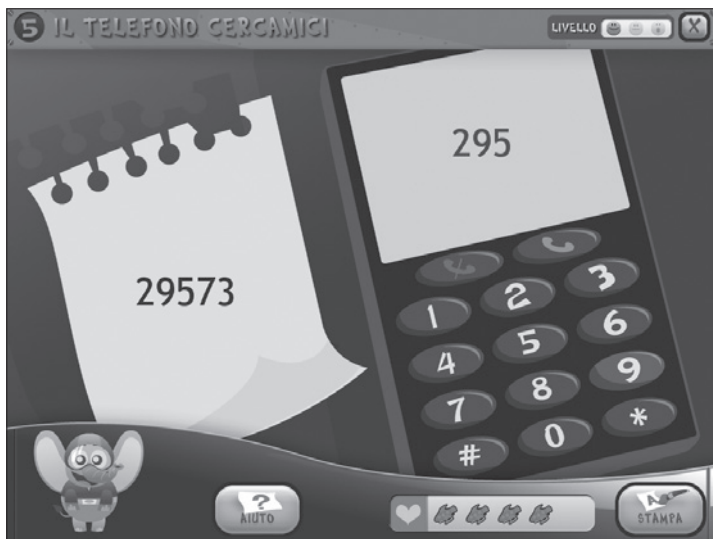 5 IL TELEFONO CERCAMICI
LIVELLO
X
295
29573
1 2 3
4 5 6
7 8 9
# 0 *
?
AIUTO
A
STAMPA